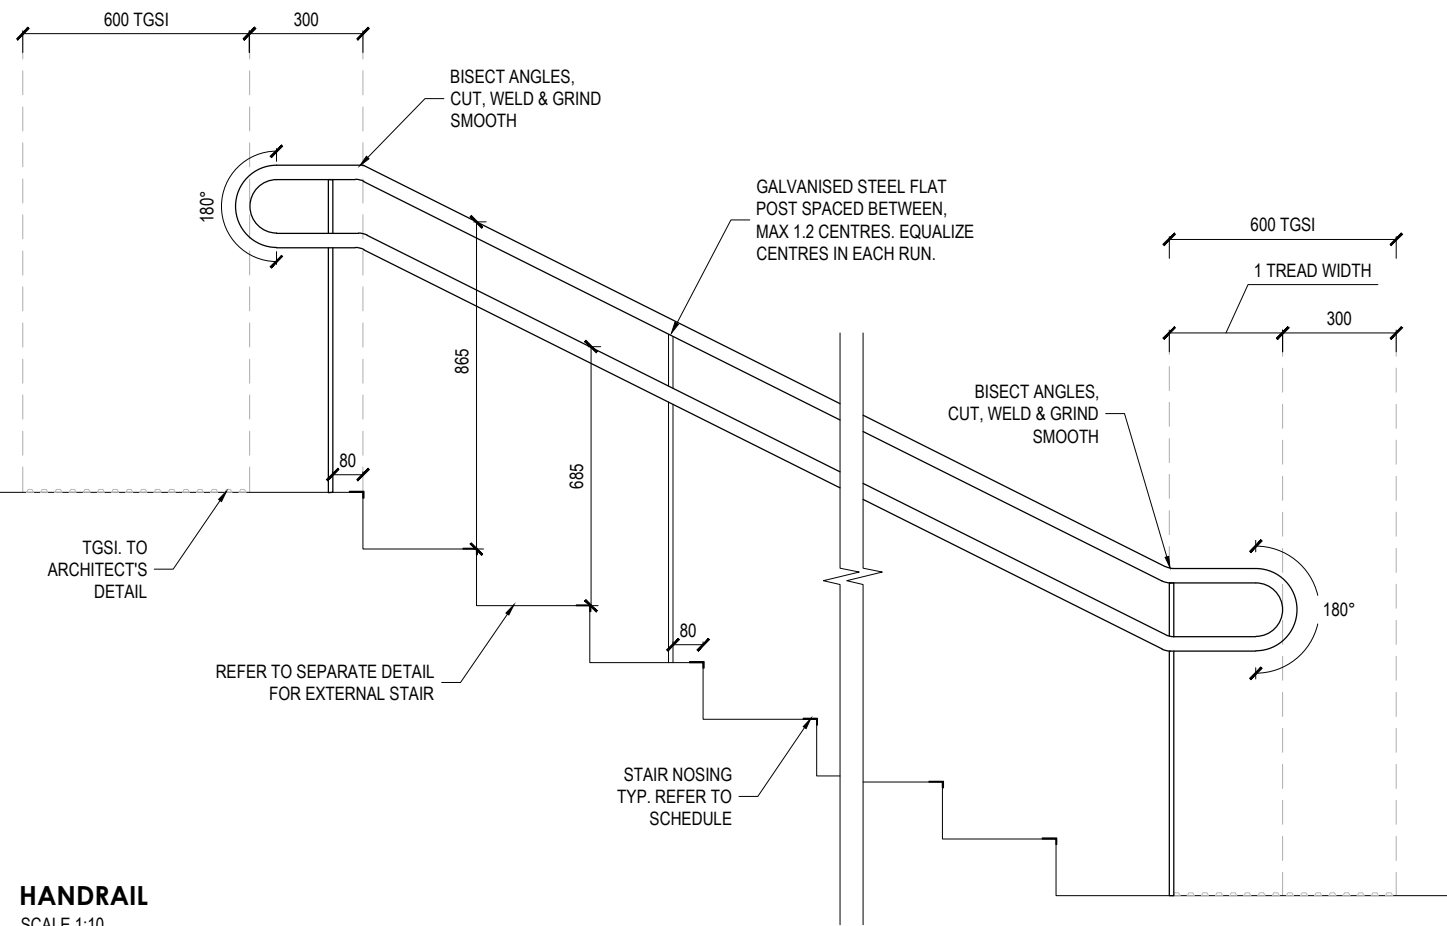 600 TGSI
300
BISECT ANGLES,
CUT, WELD & GRIND
SMOOTH
180°
GALVANISED STEEL FLAT
POST SPACED BETWEEN,
MAX 1.2 CENTRES. EQUALIZE
CENTRES IN EACH RUN.
600 TGSI
1 TREAD WIDTH
300
865
685
80
BISECT ANGLES,
CUT, WELD & GRIND
SMOOTH
TGSI. TO
ARCHITECT'S
DETAIL
180°
80
REFER TO SEPARATE DETAIL
FOR EXTERNAL STAIR
STAIR NOSING
TYP. REFER TO
SCHEDULE
HANDRAIL
SCALE 1:10